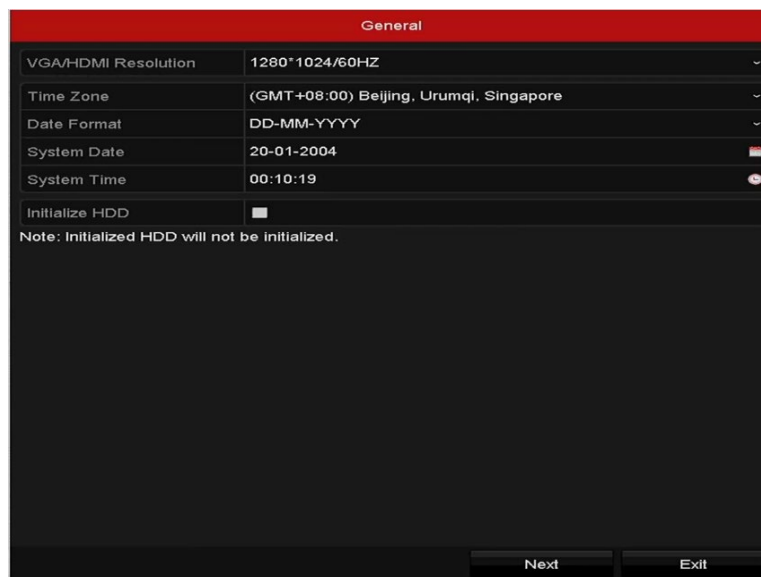 General
VGA/HDMI Resolution 1280*1024/60HZ
Time Zone (GMT+08:00) Beijing, Urumqi, Singapore
Date Format DD-MM-YYYY
System Date 20-01-2004
System Time 00:10:19
Initialize HDD
Note: Initialized HDD will not be initialized.
Next Exit